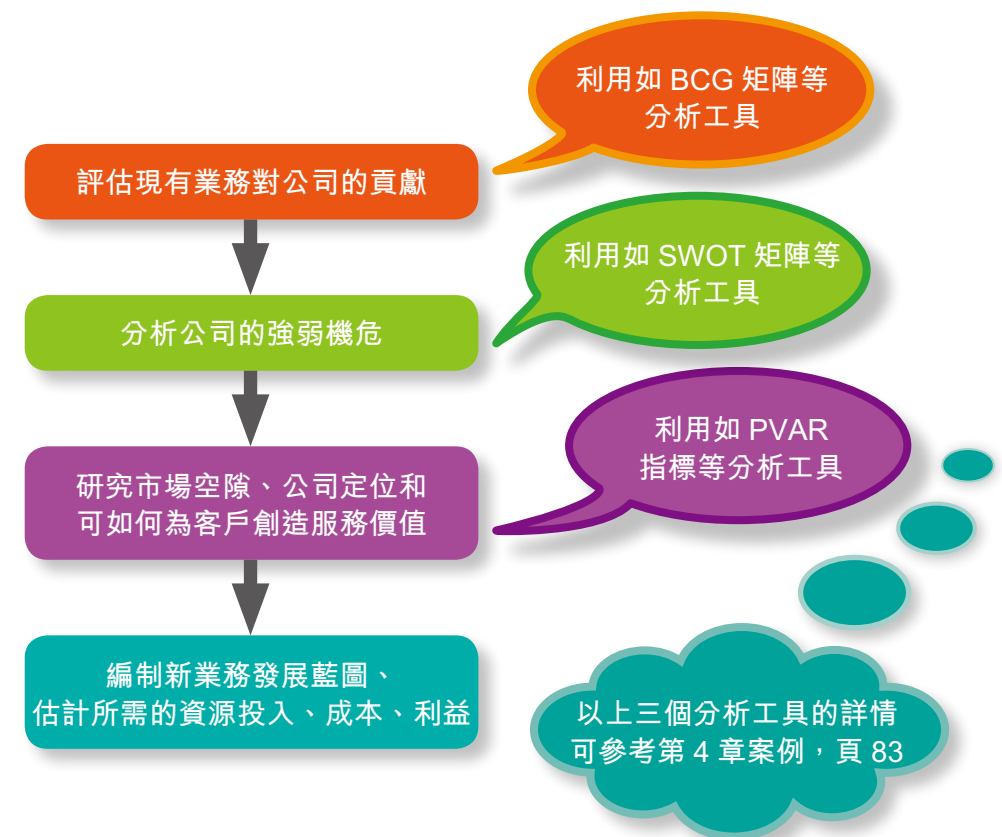 利用如 BCG 矩陣等
分析工具
評估現有業務對公司的貢獻
利用如 SWOT 矩陣等
分析工具
分析公司的強弱機危
利用如 PVAR
指標等分析工具
研究市場空隙、公司定位和
可如何為客戶創造服務價值
編制新業務發展藍圖、
估計所需的資源投入、成本、利益
以上三個分析工具的詳情
可參考第 4 章案例，頁 83